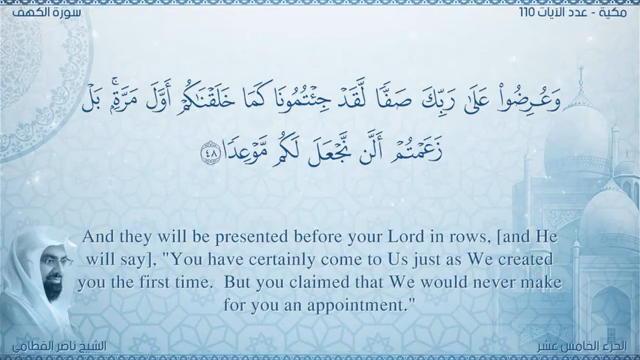 مكية - عدد الآيات 110
سورة الكهف
وَعُرِضُوا۟ عَلَىٰ رَبِّكَ صَفًّا لَّقَدْ جِئْتُمُونَا كَمَا خَلَقْنَٰكُمْ أَوَّلَ مَرَّةٍۭ ۚ بَلْ
زَعَمْتُمْ أَلَّن نَّجْعَلَ لَكُم مَّوْعِدًا ٤٨
And they will be presented before your Lord in rows, [and He
will say], "You have certainly come to Us just as We created
you the first time.  But you claimed that We would never make
for you an appointment."
الجزء الخامس عشر
الشيخ ناصر القطامي